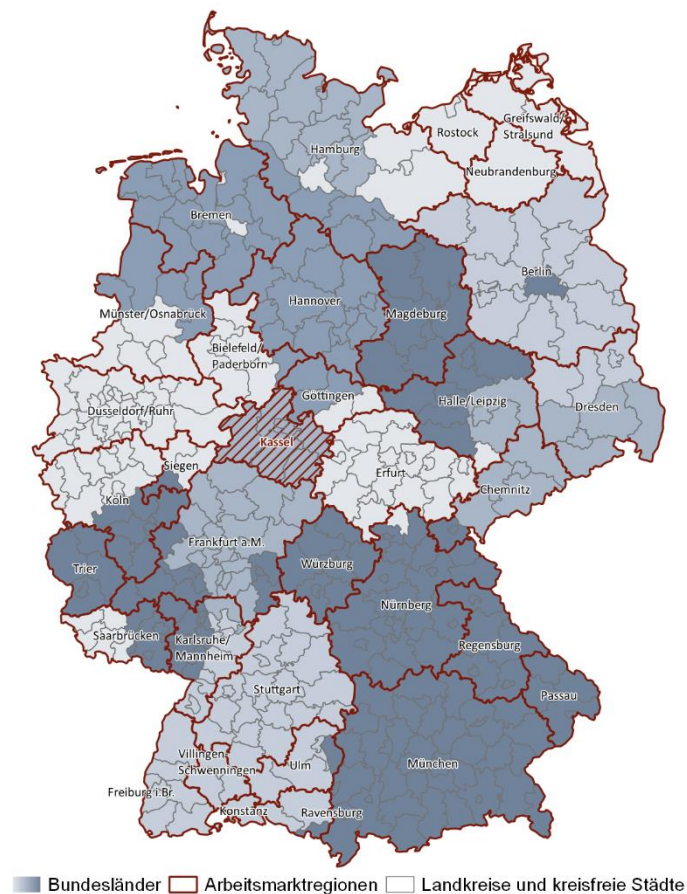 Greifswald/
Stralsund
Rostock
Hamburg
Neubrandenburg
Bremen
Berlin
Hannover
Münster/Osnabrück
Magdeburg
Bielefeld/
Paderborn
Göttingen
Halle/Leipzig
Dresden
Düsseldorf/Ruhr
Kassel
Siegen
Erfurt
Köln
Chemnitz
Frankfurt a.M.
Trier
Würzburg
Nürnberg
Saarbrücken
Karlsruhe/
Mannheim
Regensburg
Stuttgart
Passau
Villingen-
Schwenningen
Ulm
München
Freiburg i.Br.
Konstanz
Ravensburg
Bundesländer Arbeitsmarktregionen Landkreise und kreisfreie Städte